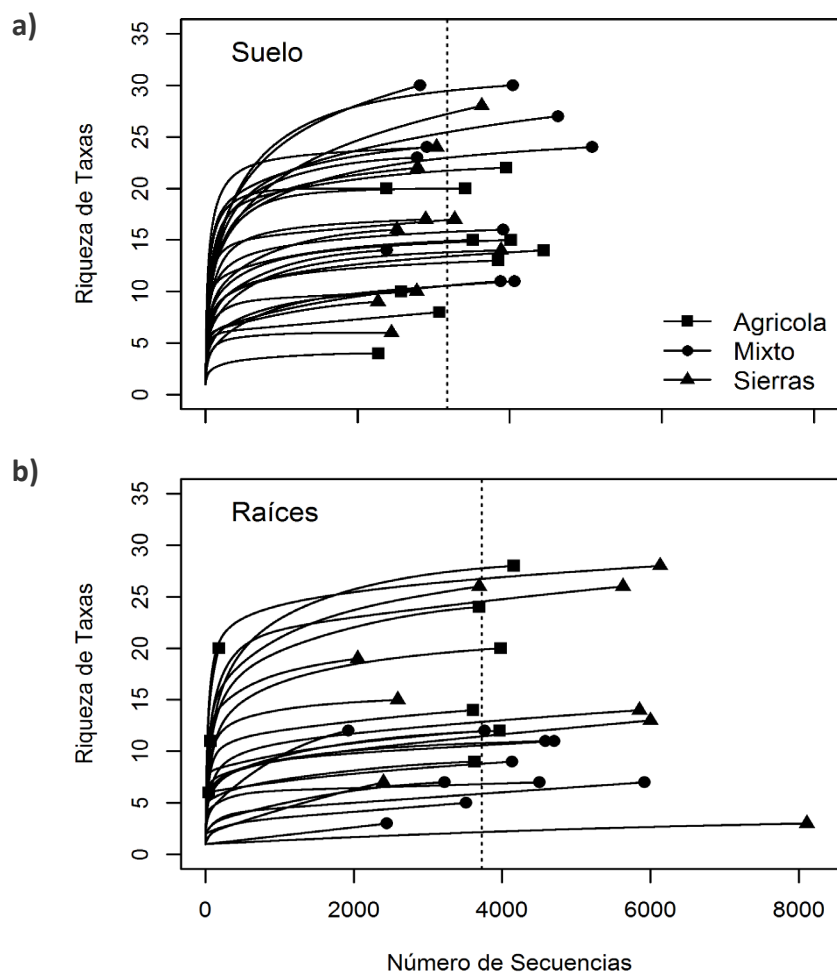 a)
Suelo
Riqueza de Taxas
35
30
25
20
15
10
5
0
Agricola
Mixto
Sierras
b)
Raíces
Riqueza de Taxas
35
30
25
20
15
10
5
0
0 2000 4000 6000 8000
Número de Secuencias